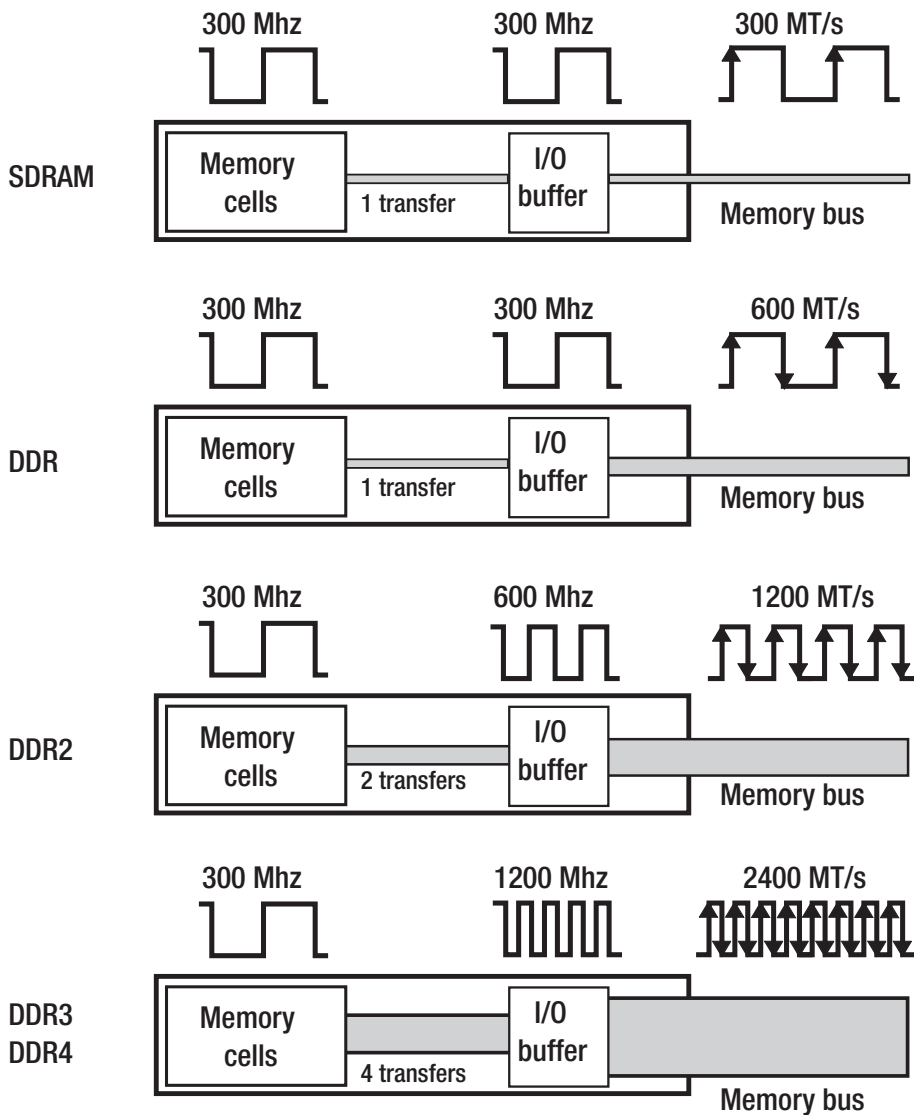 300 Mhz
300 Mhz
300 MT/s
SDRAM
Memory
cells
1 transfer
I/O
buffer
Memory bus
300 Mhz
300 Mhz
600 MT/s
DDR
Memory
cells
1 transfer
I/O
buffer
Memory bus
300 Mhz
600 Mhz
1200 MT/s
DDR2
Memory
cells
2 transfers
I/O
buffer
Memory bus
300 Mhz
1200 Mhz
2400 MT/s
DDR3
DDR4
Memory
cells
4 transfers
I/O
buffer
Memory bus